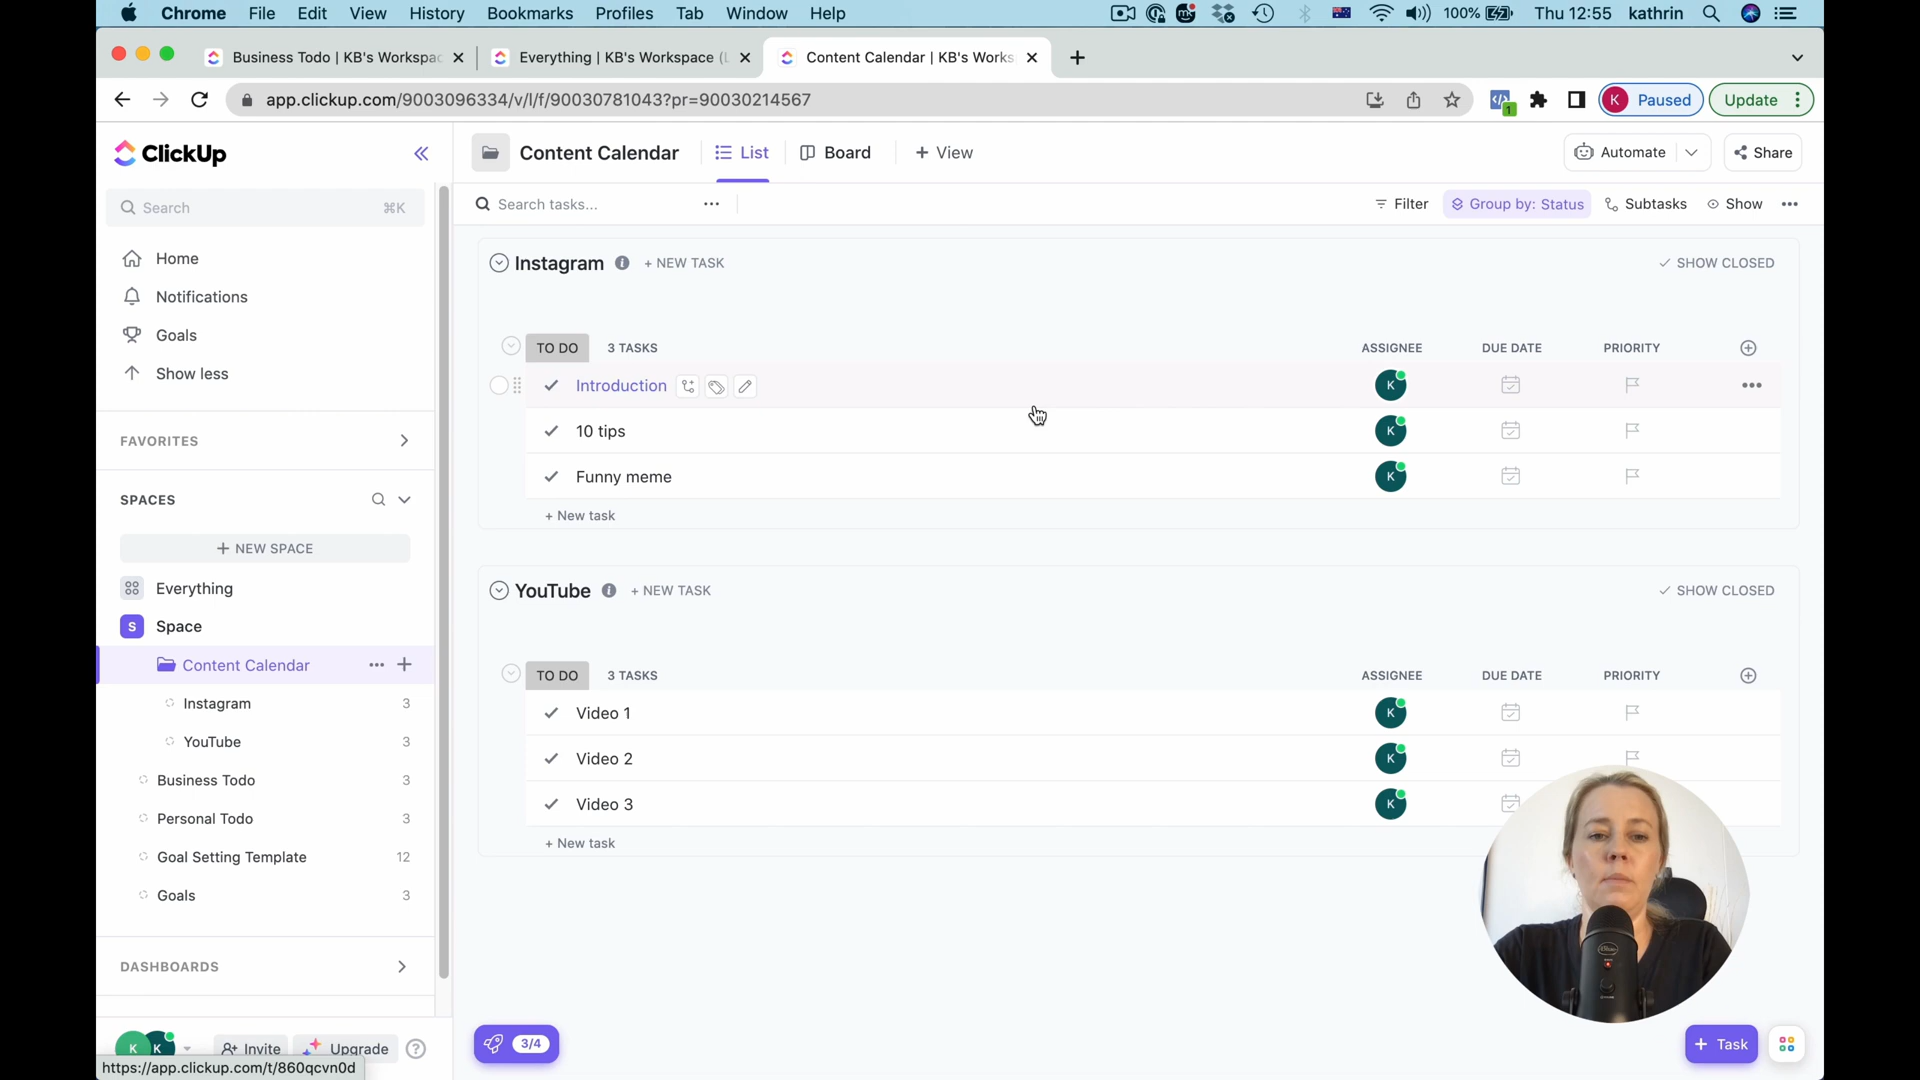 Chrome File Edit View History Bookmarks Profiles Tab Window Help 100% Thu 12:55 kathrin
Business Todo | KB's Workspac
Everything | KB's Workspace (
Content Calendar | KB's Works
app.clickup.com/9003096334/v/l/f/90030781043?pr=90030214567
1
K Paused
Update
ClickUp
Content Calendar
List
Board
+ View
Automate
Share
Search ⌘K
Search tasks...
Filter
Group by: Status
Subtasks
Show
Home
Notifications
Goals
Show less
FAVORITES
SPACES
+ NEW SPACE
Everything
S Space
Content Calendar
Instagram 3
YouTube 3
Business Todo 3
Personal Todo 3
Goal Setting Template 12
Goals 3
DASHBOARDS
K K
Invite
Upgrade
?
https://app.clickup.com/t/860qcvn0d
Instagram + NEW TASK SHOW CLOSED
TO DO 3 TASKS ASSIGNEE DUE DATE PRIORITY
Introduction K
10 tips K
Funny meme K
+ New task
YouTube + NEW TASK SHOW CLOSED
TO DO 3 TASKS ASSIGNEE DUE DATE PRIORITY
Video 1 K
Video 2 K
Video 3 K
+ New task
3/4
+ Task